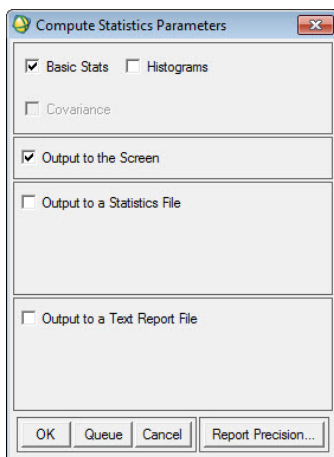 Compute Statistics Parameters
Basic Stats Histograms
Covariance
Output to the Screen
Output to a Statistics File
Output to a Text Report File
OK Queue Cancel Report Precision...